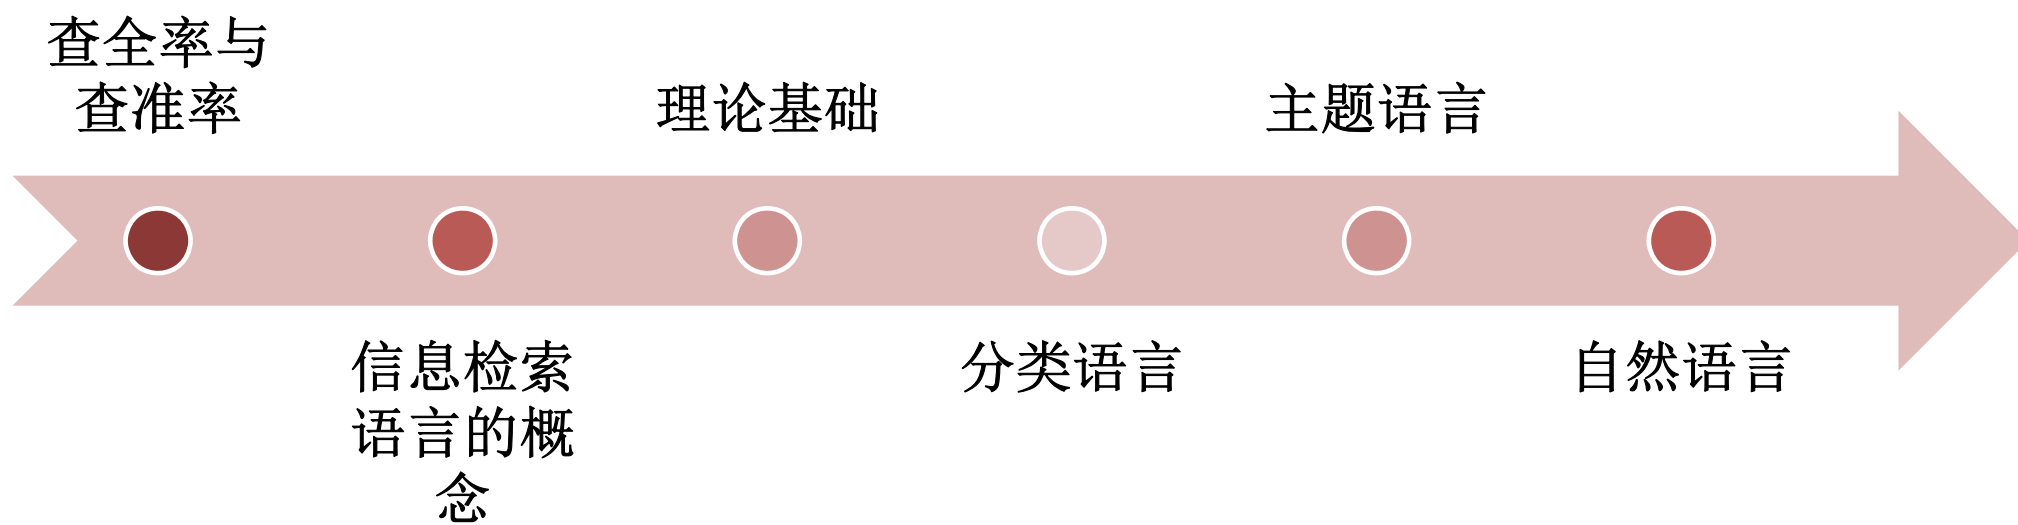 查全率与
查准率
信息检索
语言的概
念
理论基础
分类语言
主题语言
自然语言